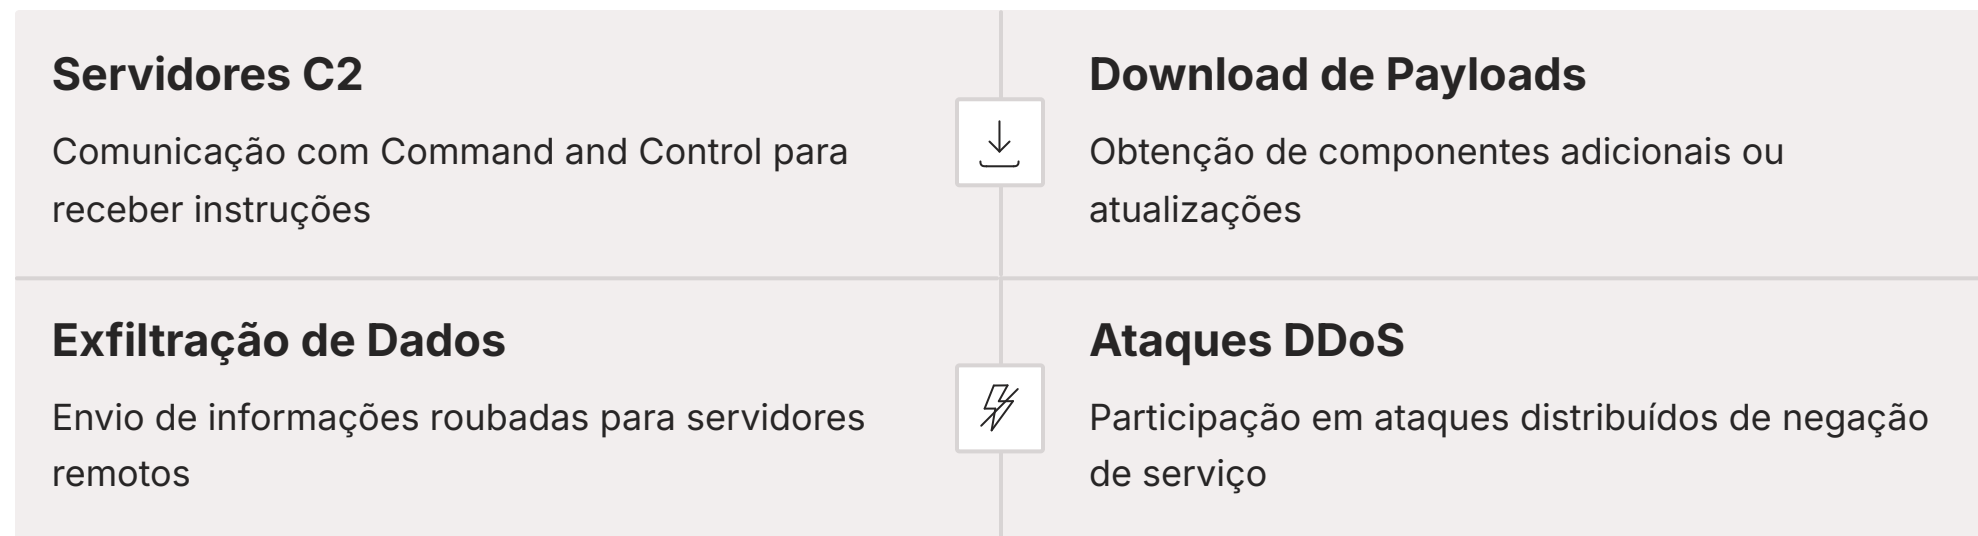 Servidores C2
Comunicação com Command and Control para
receber instruções
Download de Payloads
Obtenção de componentes adicionais ou
atualizações
Exfiltração de Dados
Envio de informações roubadas para servidores
remotos
Ataques DDoS
Participação em ataques distribuídos de negação
de serviço